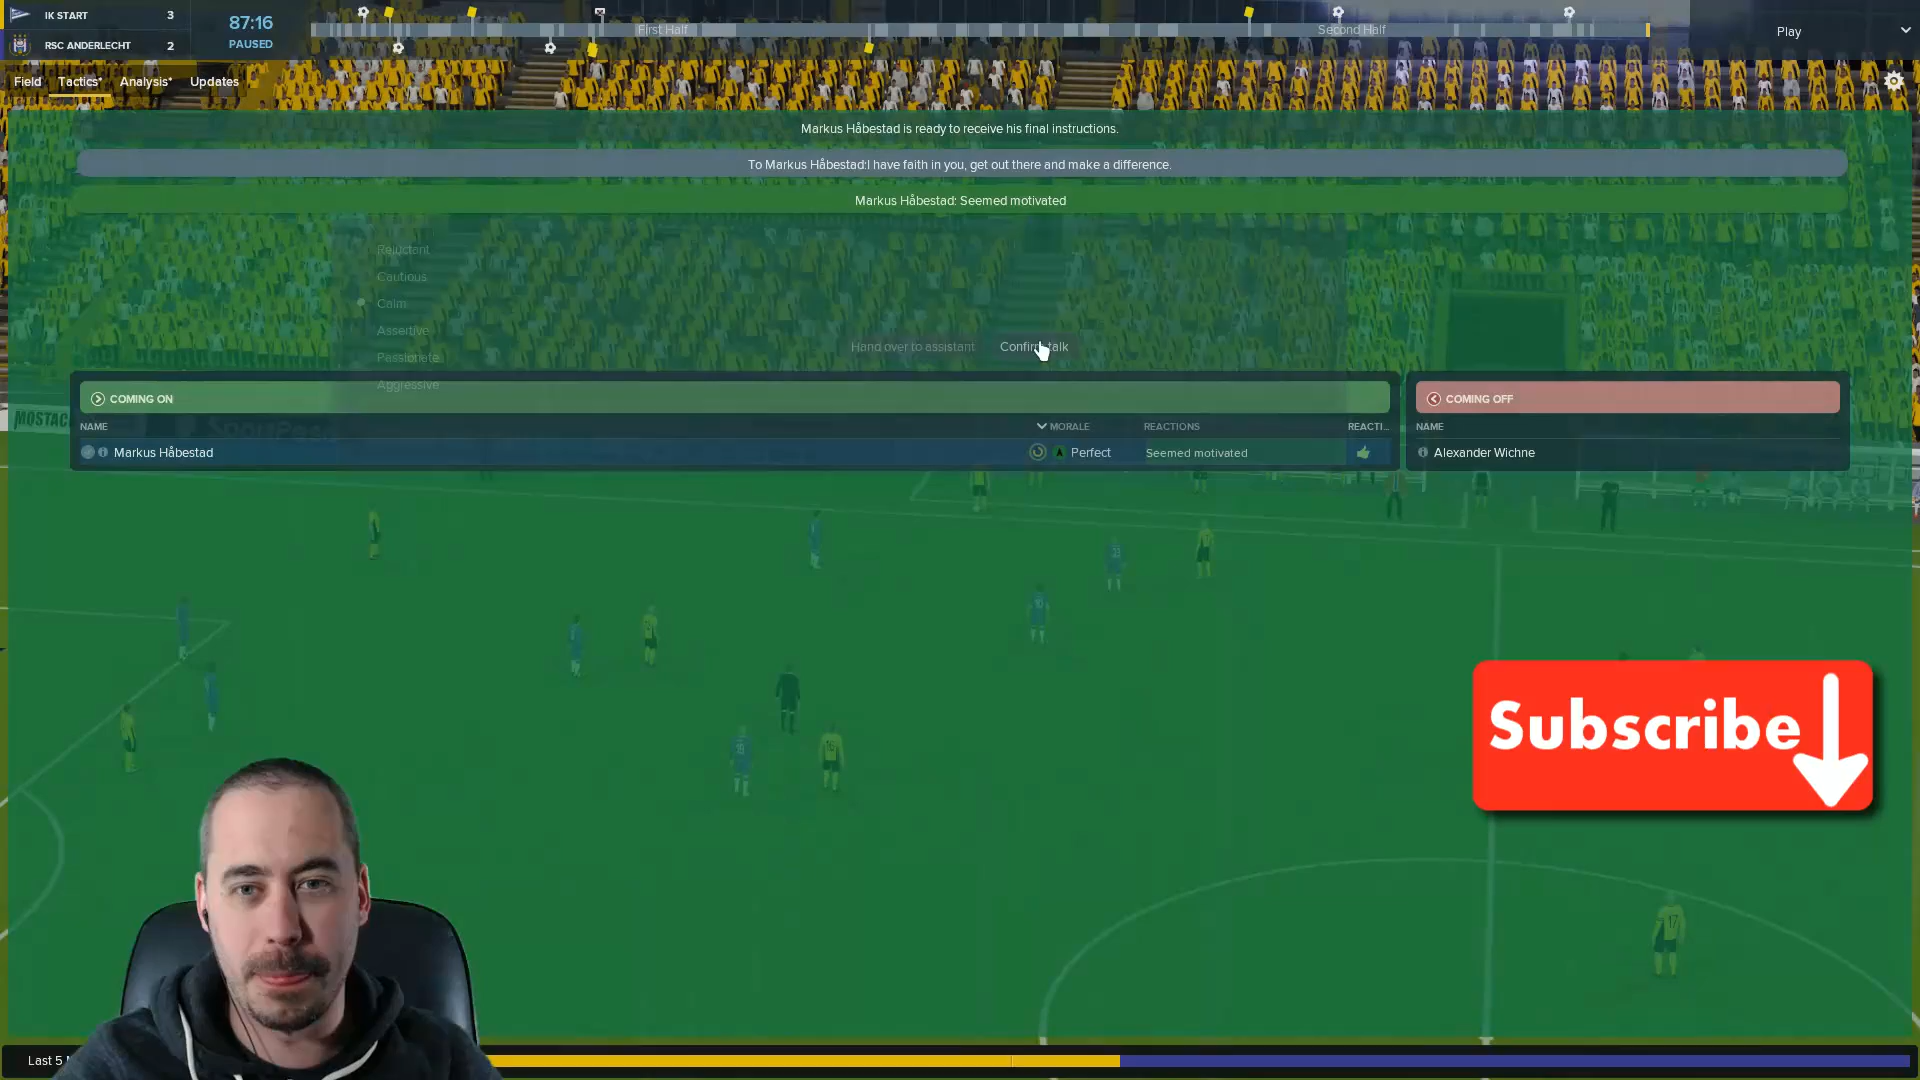 IK START 3
RSC ANDERLECHT 2
87:16
PAUSED
First Half
Second Half
Play
Field Tactics* Analysis* Updates
Markus Håbestad is ready to receive his final instructions.
To Markus Håbestad:I have faith in you, get out there and make a difference.
Markus Håbestad: Seemed motivated
Reluctant
Cautious
Calm
Assertive
Passionate
Aggressive
Hand over to assistant Confirm talk
COMING ON
NAME MORALE REACTIONS REACTI...
Markus Håbestad Perfect Seemed motivated
COMING OFF
NAME
Alexander Wichne
Subscribe
17
Last 5